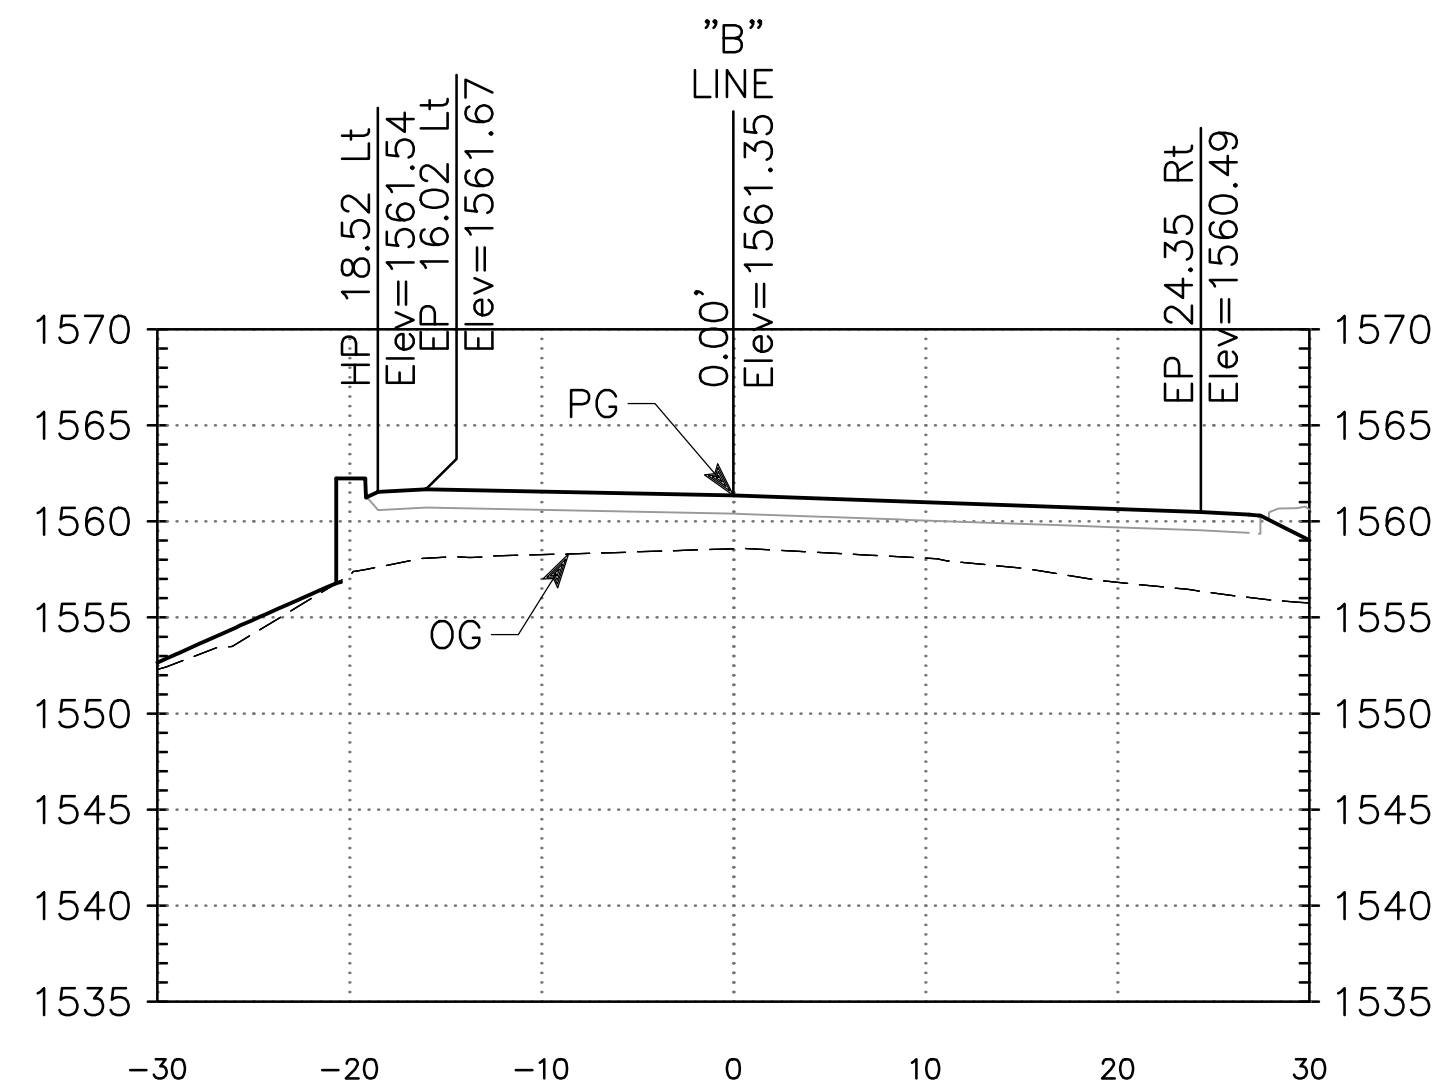 ”B”
LINE
HP 18.52 Lt
Elev=1561.54
EP 16.02 Lt
Elev=1561.67
0.00’
Elev=1561.35
EP 24.35 Rt
Elev=1560.49
1570
1570
PG
1565
1565
1560
1560
1555
1555
OG
1550
1550
1545
1545
1540
1540
1535
1535
-30
-20
-10
0
10
20
30